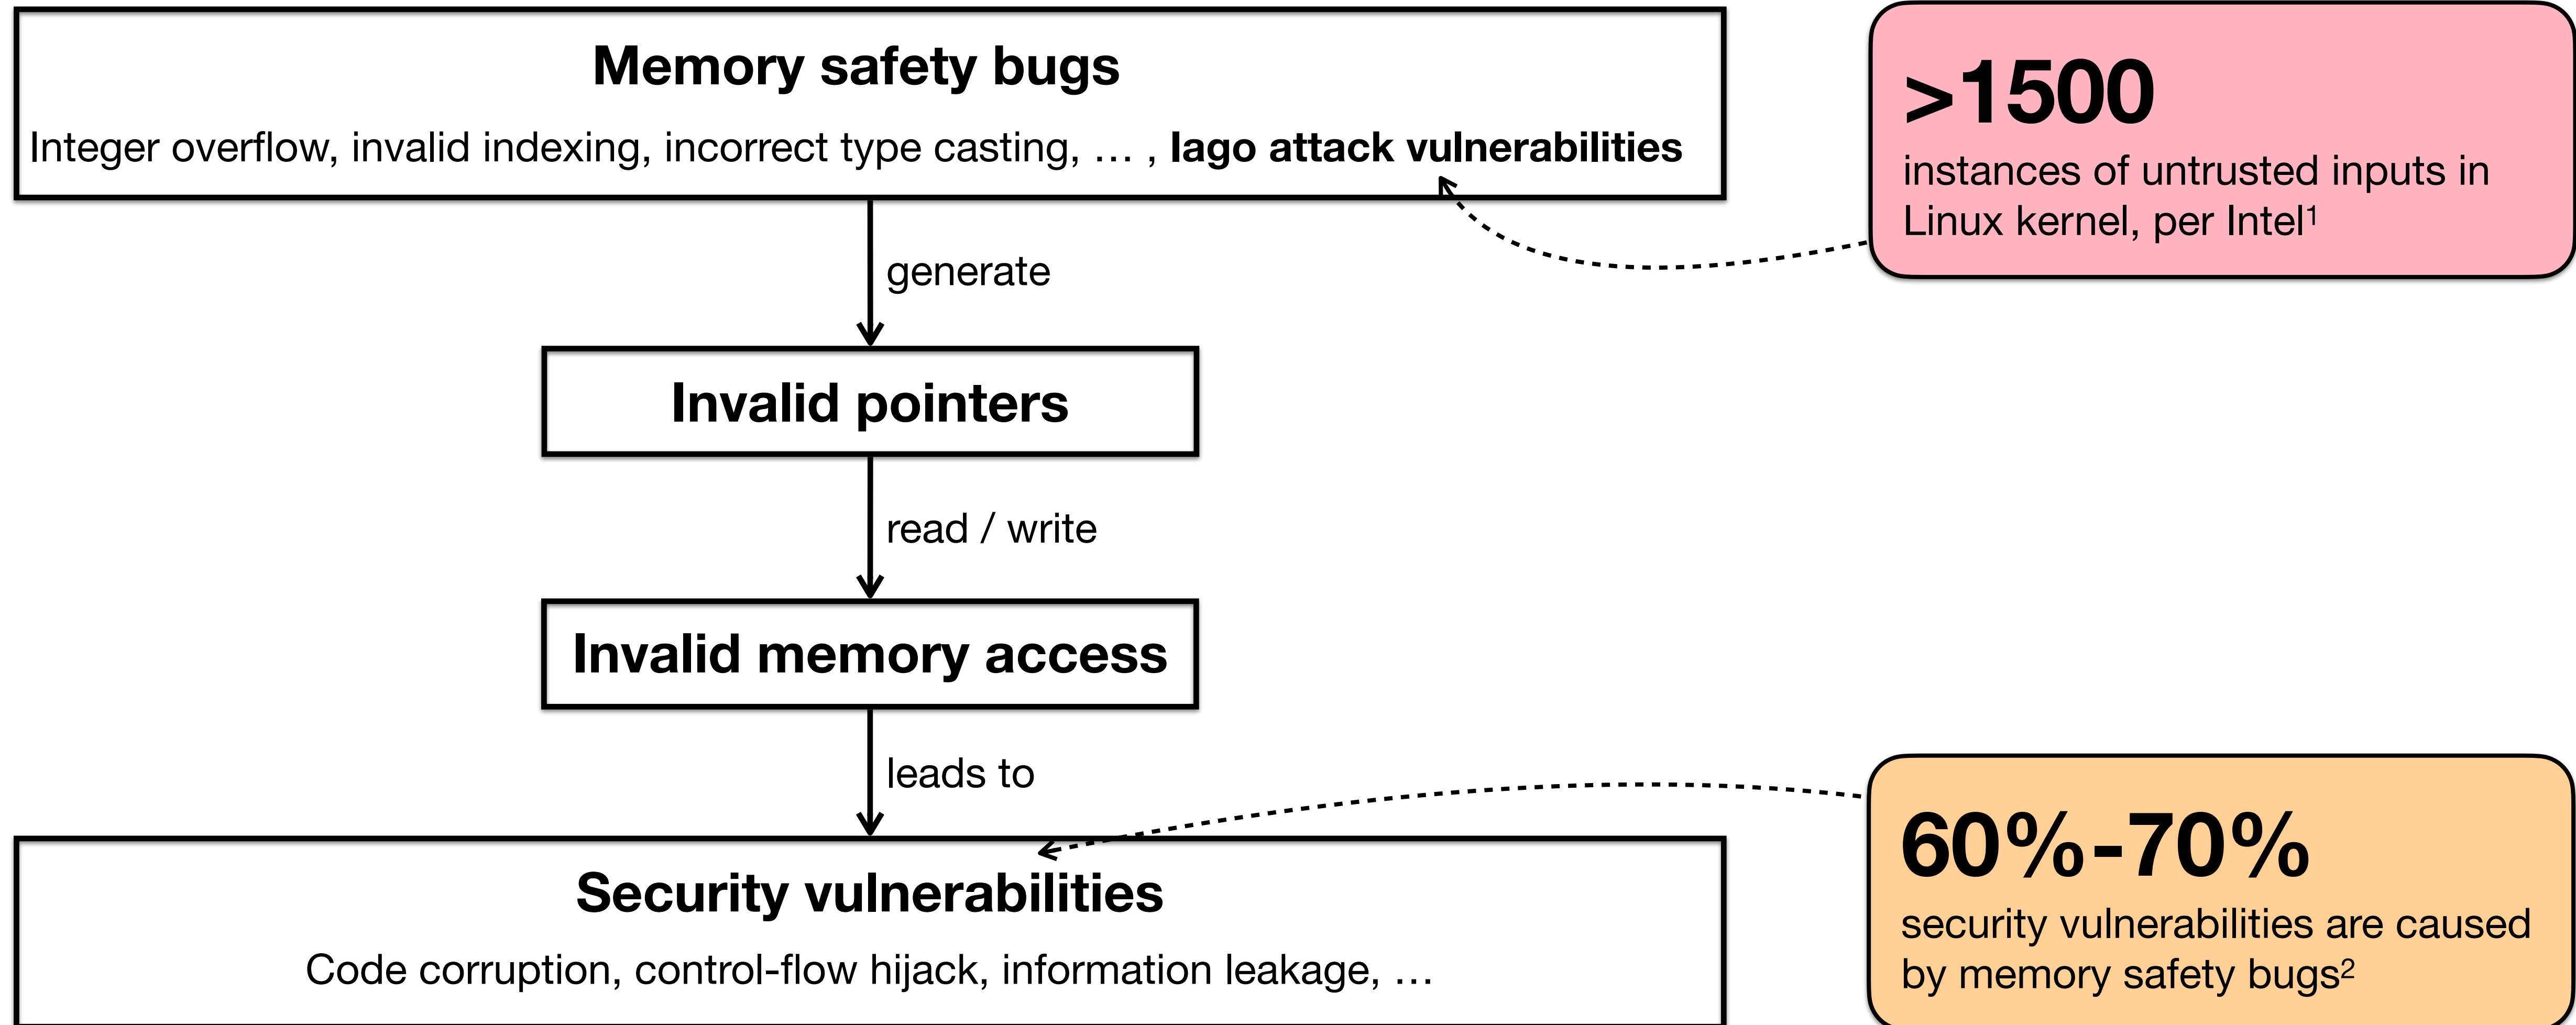 Memory safety bugs
Integer overflow, invalid indexing, incorrect type casting, … , Iago attack vulnerabilities
>1500
instances of untrusted inputs in
Linux kernel, per Intel¹
generate
Invalid pointers
read / write
Invalid memory access
leads to
Security vulnerabilities
Code corruption, control-flow hijack, information leakage, …
60%-70%
security vulnerabilities are caused
by memory safety bugs²